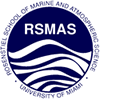 ROSENSTIEL SCHOOL OF MARINE AND ATMOSPHERIC SCIENCE
RSMAS
UNIVERSITY OF MIAMI